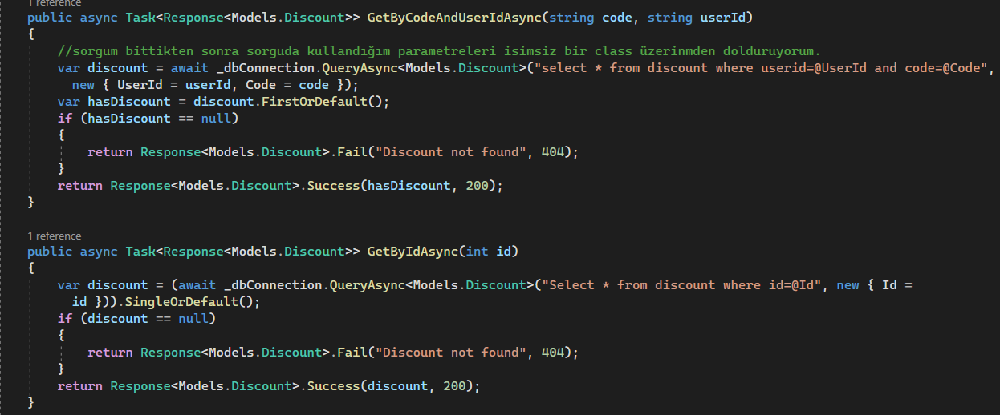 1 reference
public async Task<Response<Models.Discount>> GetByCodeAndUserIdAsync(string code, string userId)
{
//sorgum bittikten sonra sorguda kullandığım parametreleri isimsiz bir class üzerinmden dolduruyorum.
var discount = await _dbConnection.QueryAsync<Models.Discount>("select * from discount where userid=@UserId and code=@Code",
new { UserId = userId, Code = code });
var hasDiscount = discount.FirstOrDefault();
if (hasDiscount == null)
{
return Response<Models.Discount>.Fail("Discount not found", 404);
}
return Response<Models.Discount>.Success(hasDiscount, 200);
}
1 reference
public async Task<Response<Models.Discount>> GetByIdAsync(int id)
{
var discount = (await _dbConnection.QueryAsync<Models.Discount>("Select * from discount where id=@Id", new { Id =
id })).SingleOrDefault();
if (discount == null)
{
return Response<Models.Discount>.Fail("Discount not found", 404);
}
return Response<Models.Discount>.Success(discount, 200);
}